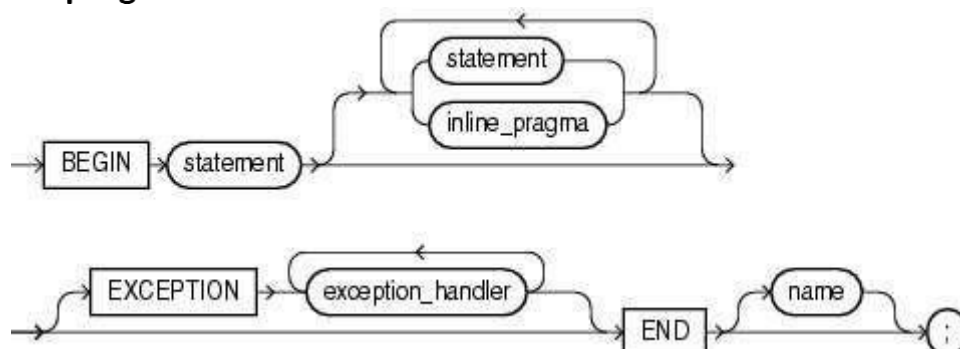 statement
inline_pragma
BEGIN statement
EXCEPTION exception_handler name
END ;